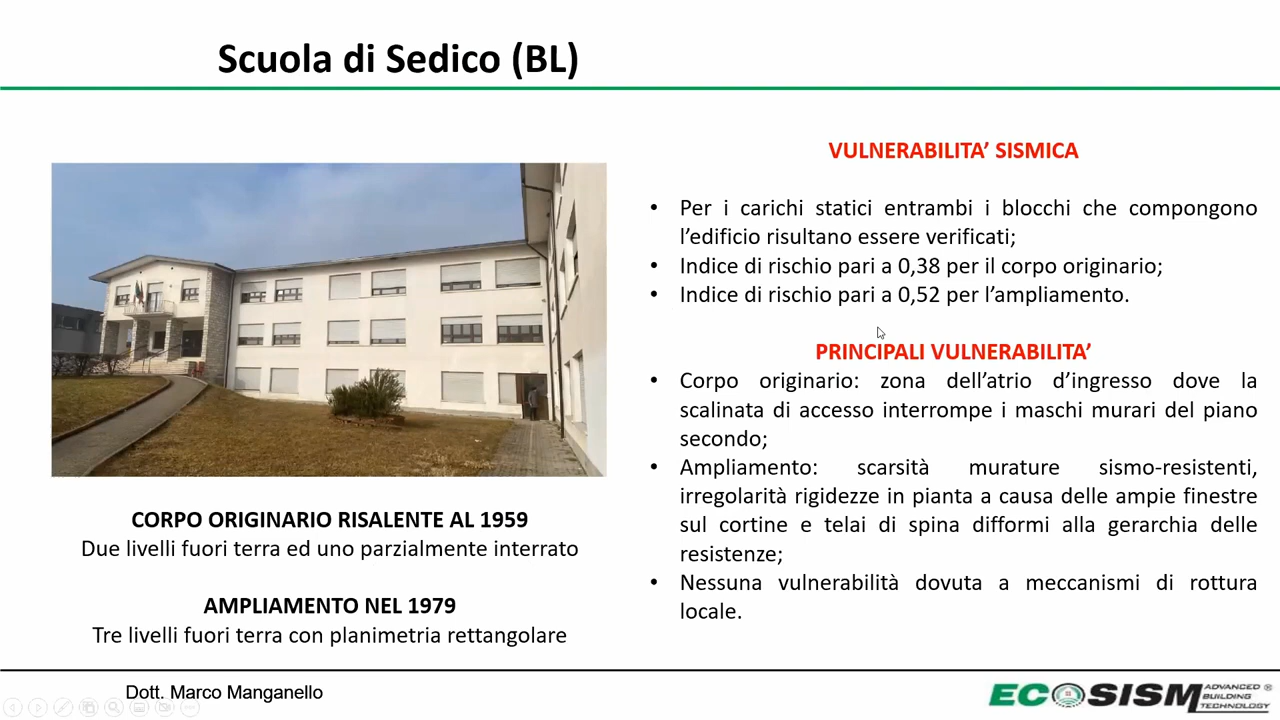 Scuola di Sedico (BL)
VULNERABILITA’ SISMICA
• Per i carichi statici entrambi i blocchi che compongono
l’edificio risultano essere verificati;
• Indice di rischio pari a 0,38 per il corpo originario;
• Indice di rischio pari a 0,52 per l’ampliamento.
PRINCIPALI VULNERABILITA’
• Corpo originario: zona dell’atrio d’ingresso dove la
scalinata di accesso interrompe i maschi murari del piano
secondo;
• Ampliamento: scarsità murature sismo-resistenti,
irregolarità rigidezze in pianta a causa delle ampie finestre
sul cortine e telai di spina difformi alla gerarchia delle
resistenze;
• Nessuna vulnerabilità dovuta a meccanismi di rottura
locale.
CORPO ORIGINARIO RISALENTE AL 1959
Due livelli fuori terra ed uno parzialmente interrato
AMPLIAMENTO NEL 1979
Tre livelli fuori terra con planimetria rettangolare
Dott. Marco Manganello
ECOSISM ADVANCED ®
BUILDING
TECHNOLOGY